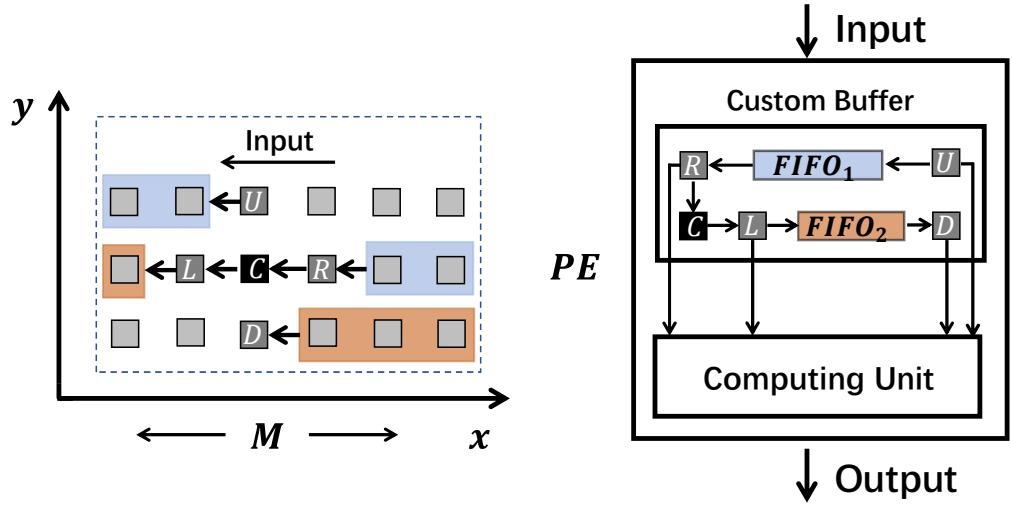 y
Input
U
L C R
D
M
x
PE
Input
Custom Buffer
R FIFO₁ U
C L FIFO₂ D
Computing Unit
Output